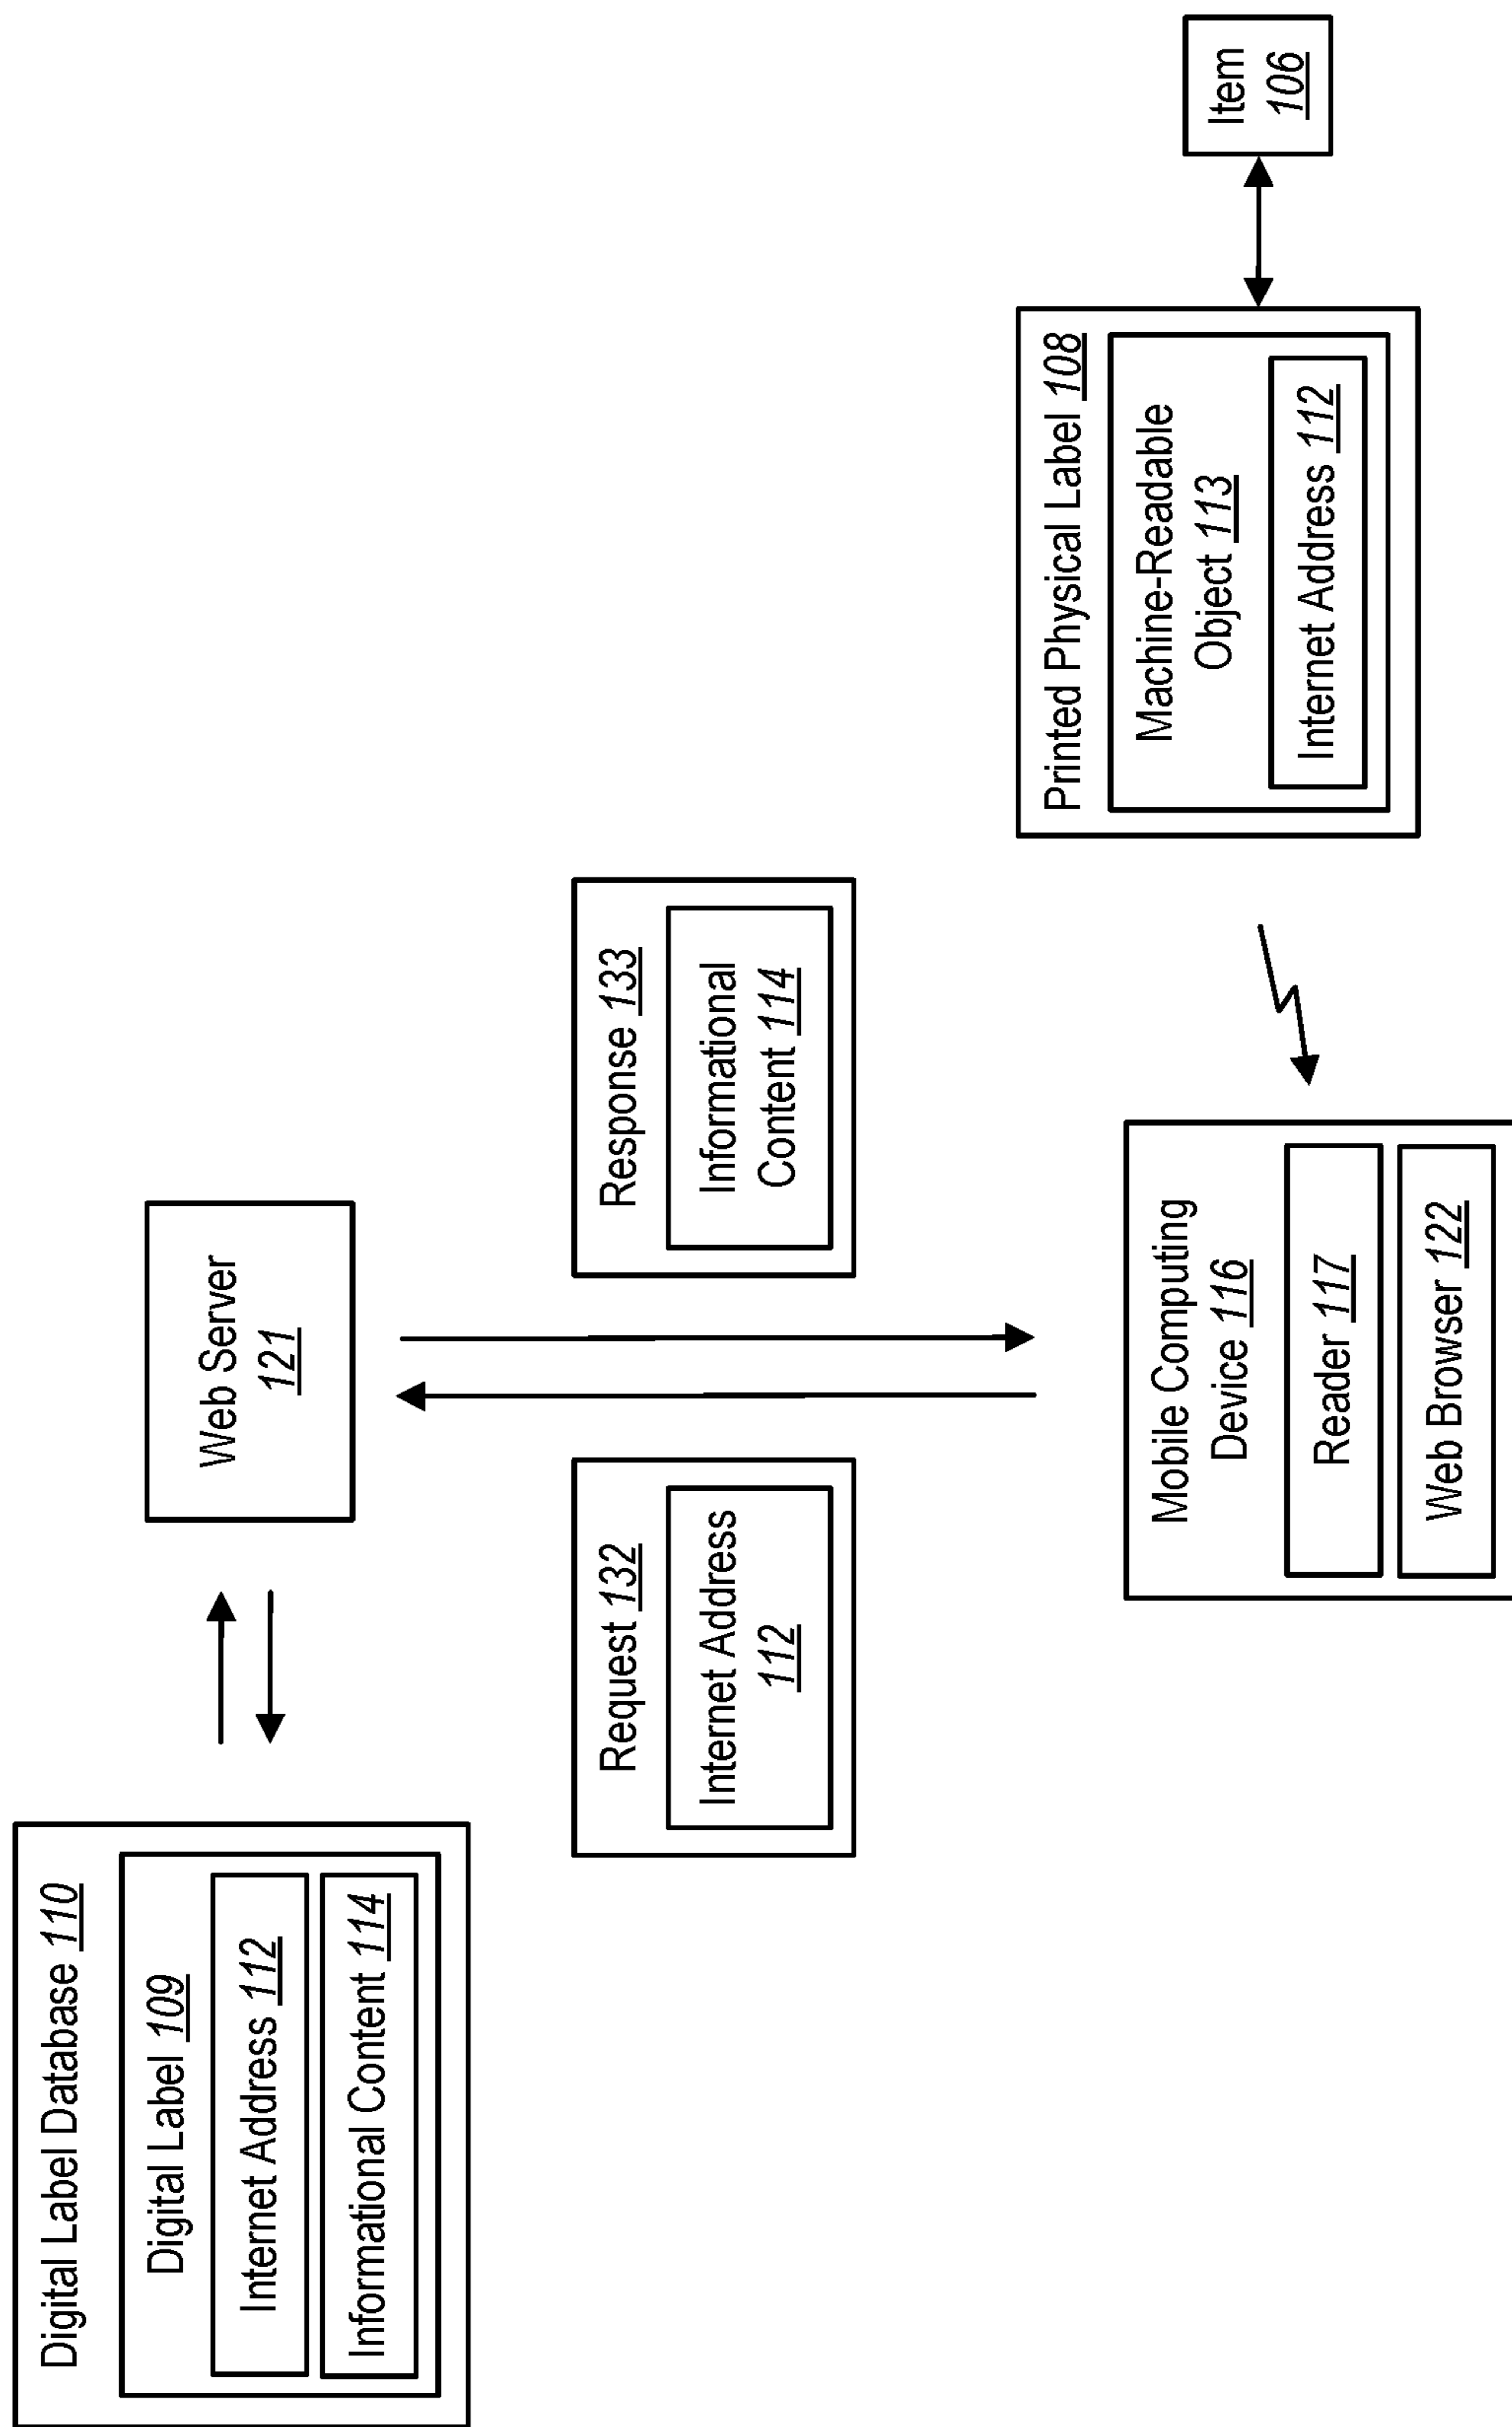 Digital Label Database 110
Digital Label 109
Internet Address 112
Informational Content 114
Web Server
121
Request 132
Internet Address
112
Response 133
Informational
Content 114
Mobile Computing
Device 116
Reader 117
Web Browser 122
Printed Physical Label 108
Machine-Readable
Object 113
Internet Address 112
Item
106